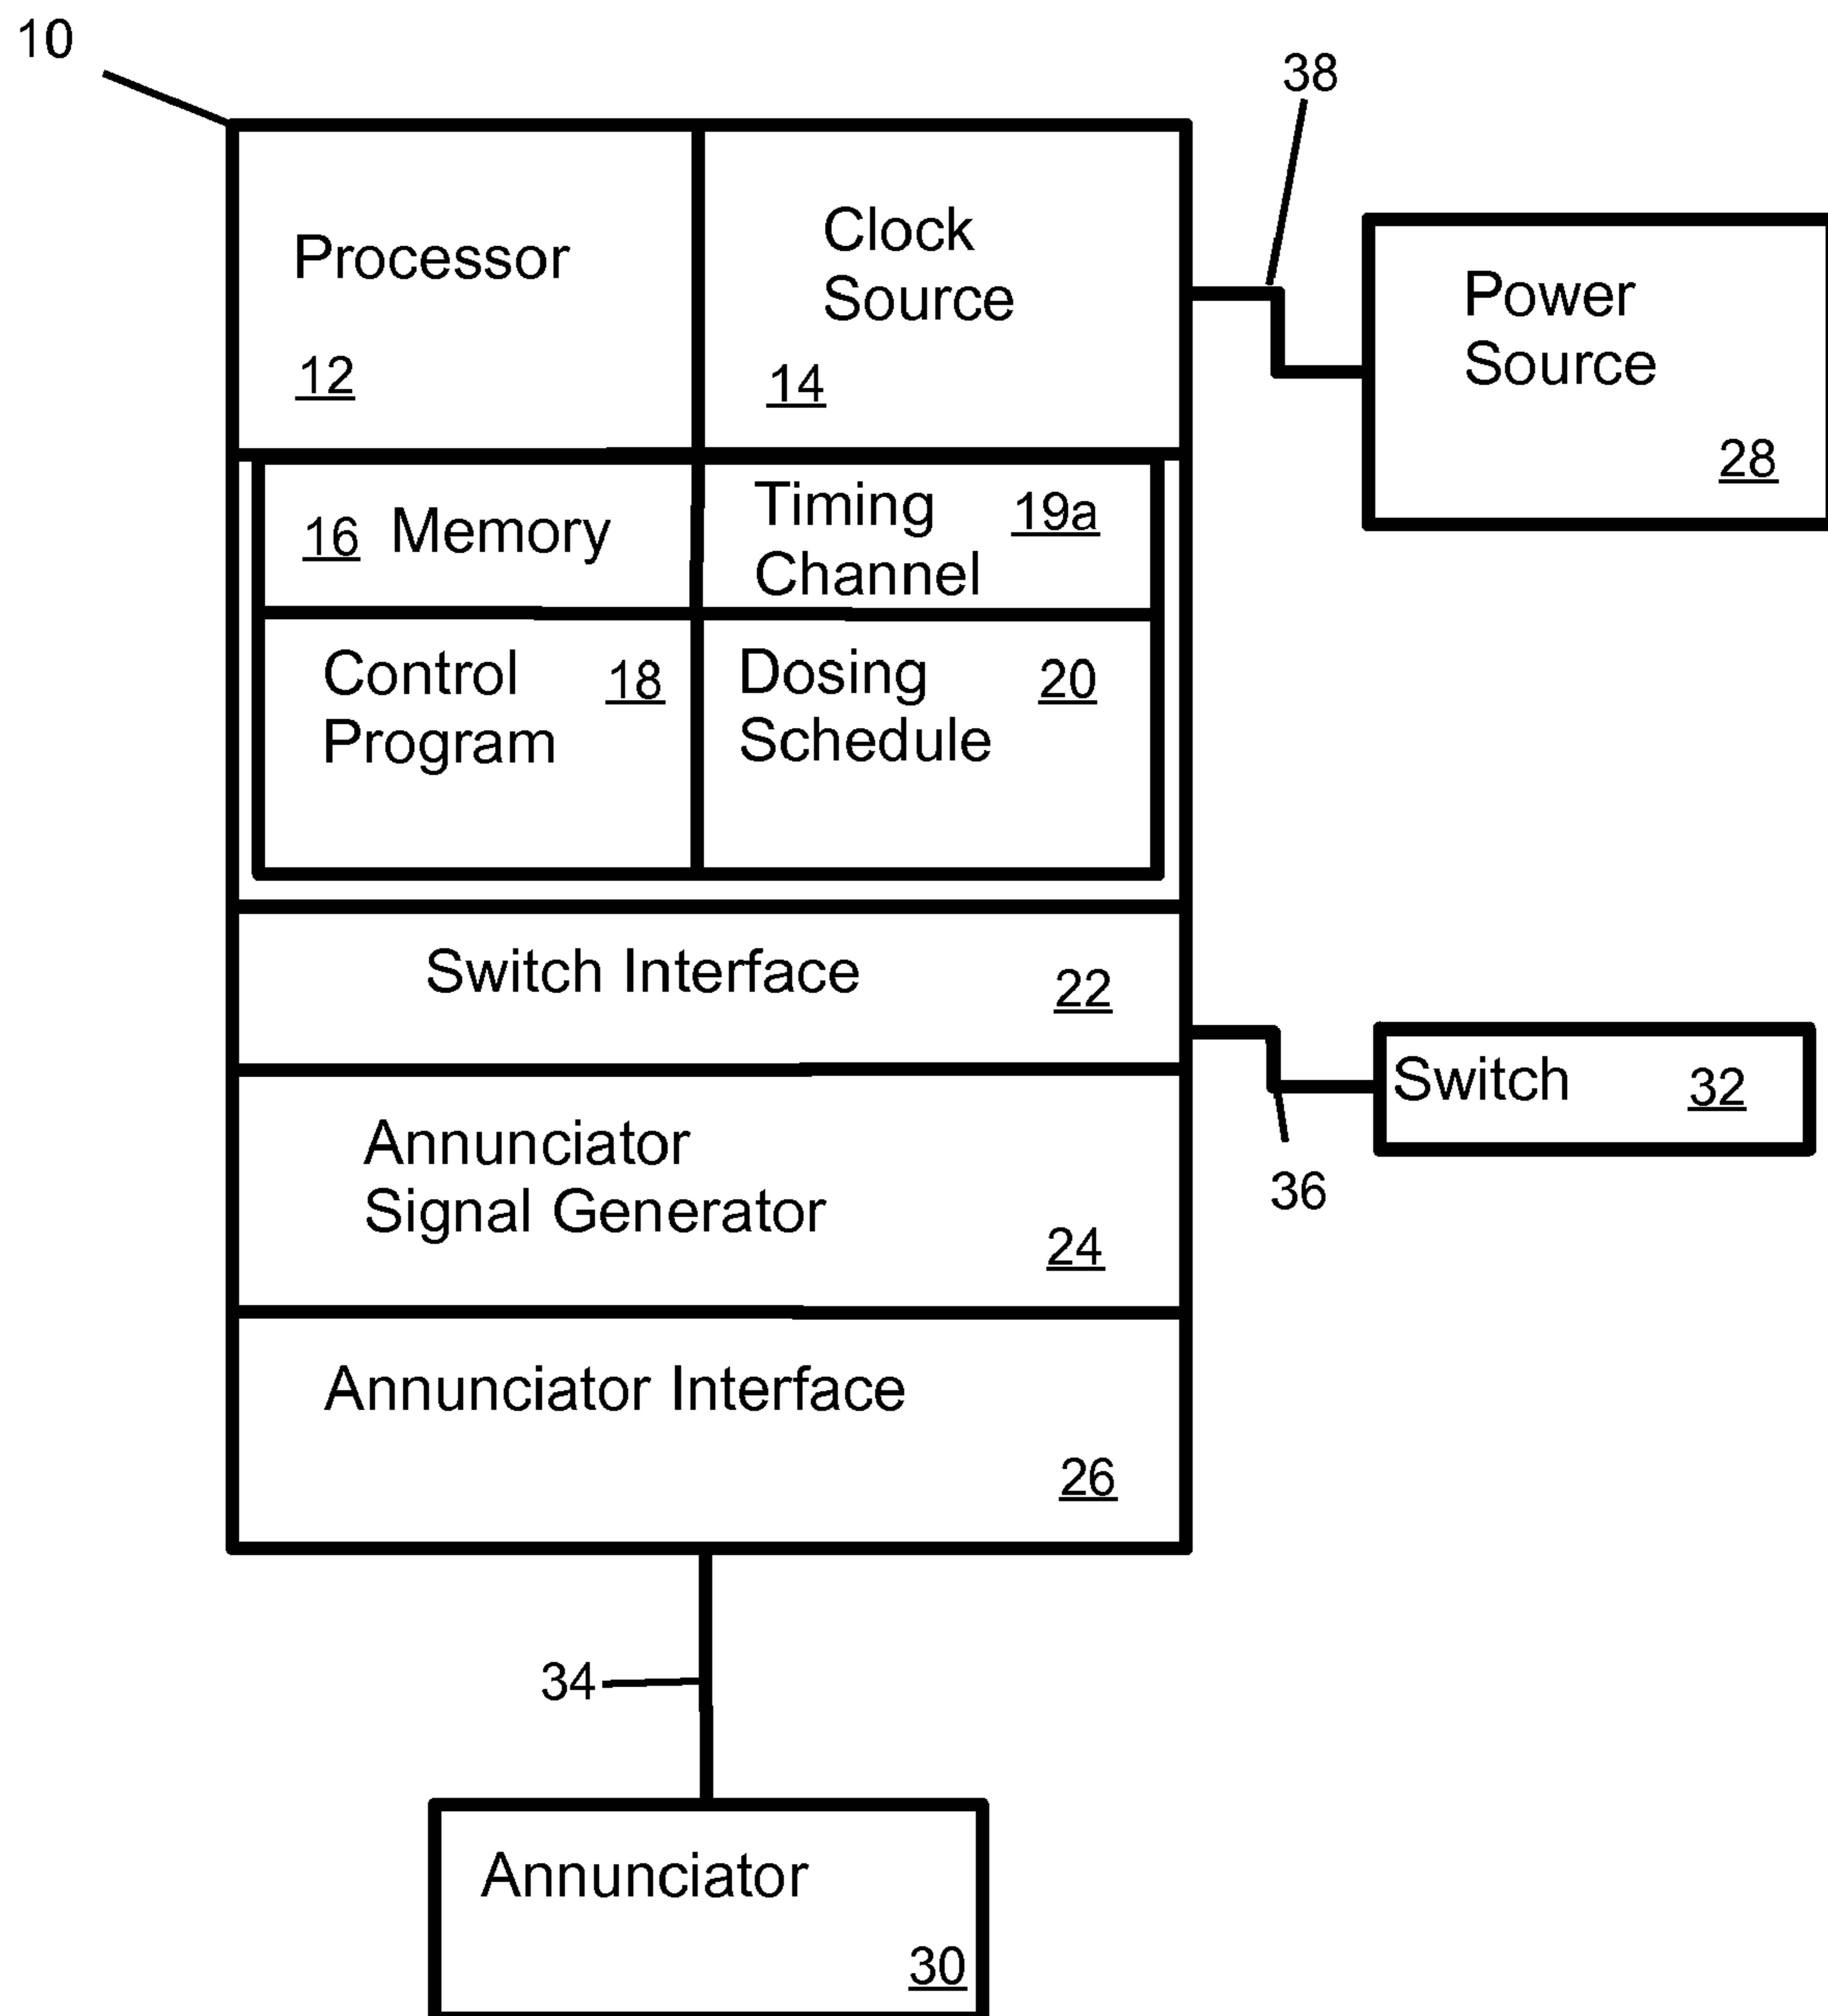 10
38
Processor
12
Clock
Source
14
Power
Source
28
16 Memory
Timing
Channel
19a
Control
Program
18
Dosing
Schedule
20
Switch Interface
22
Switch
32
36
Annunciator
Signal Generator
24
Annunciator Interface
26
34
Annunciator
30